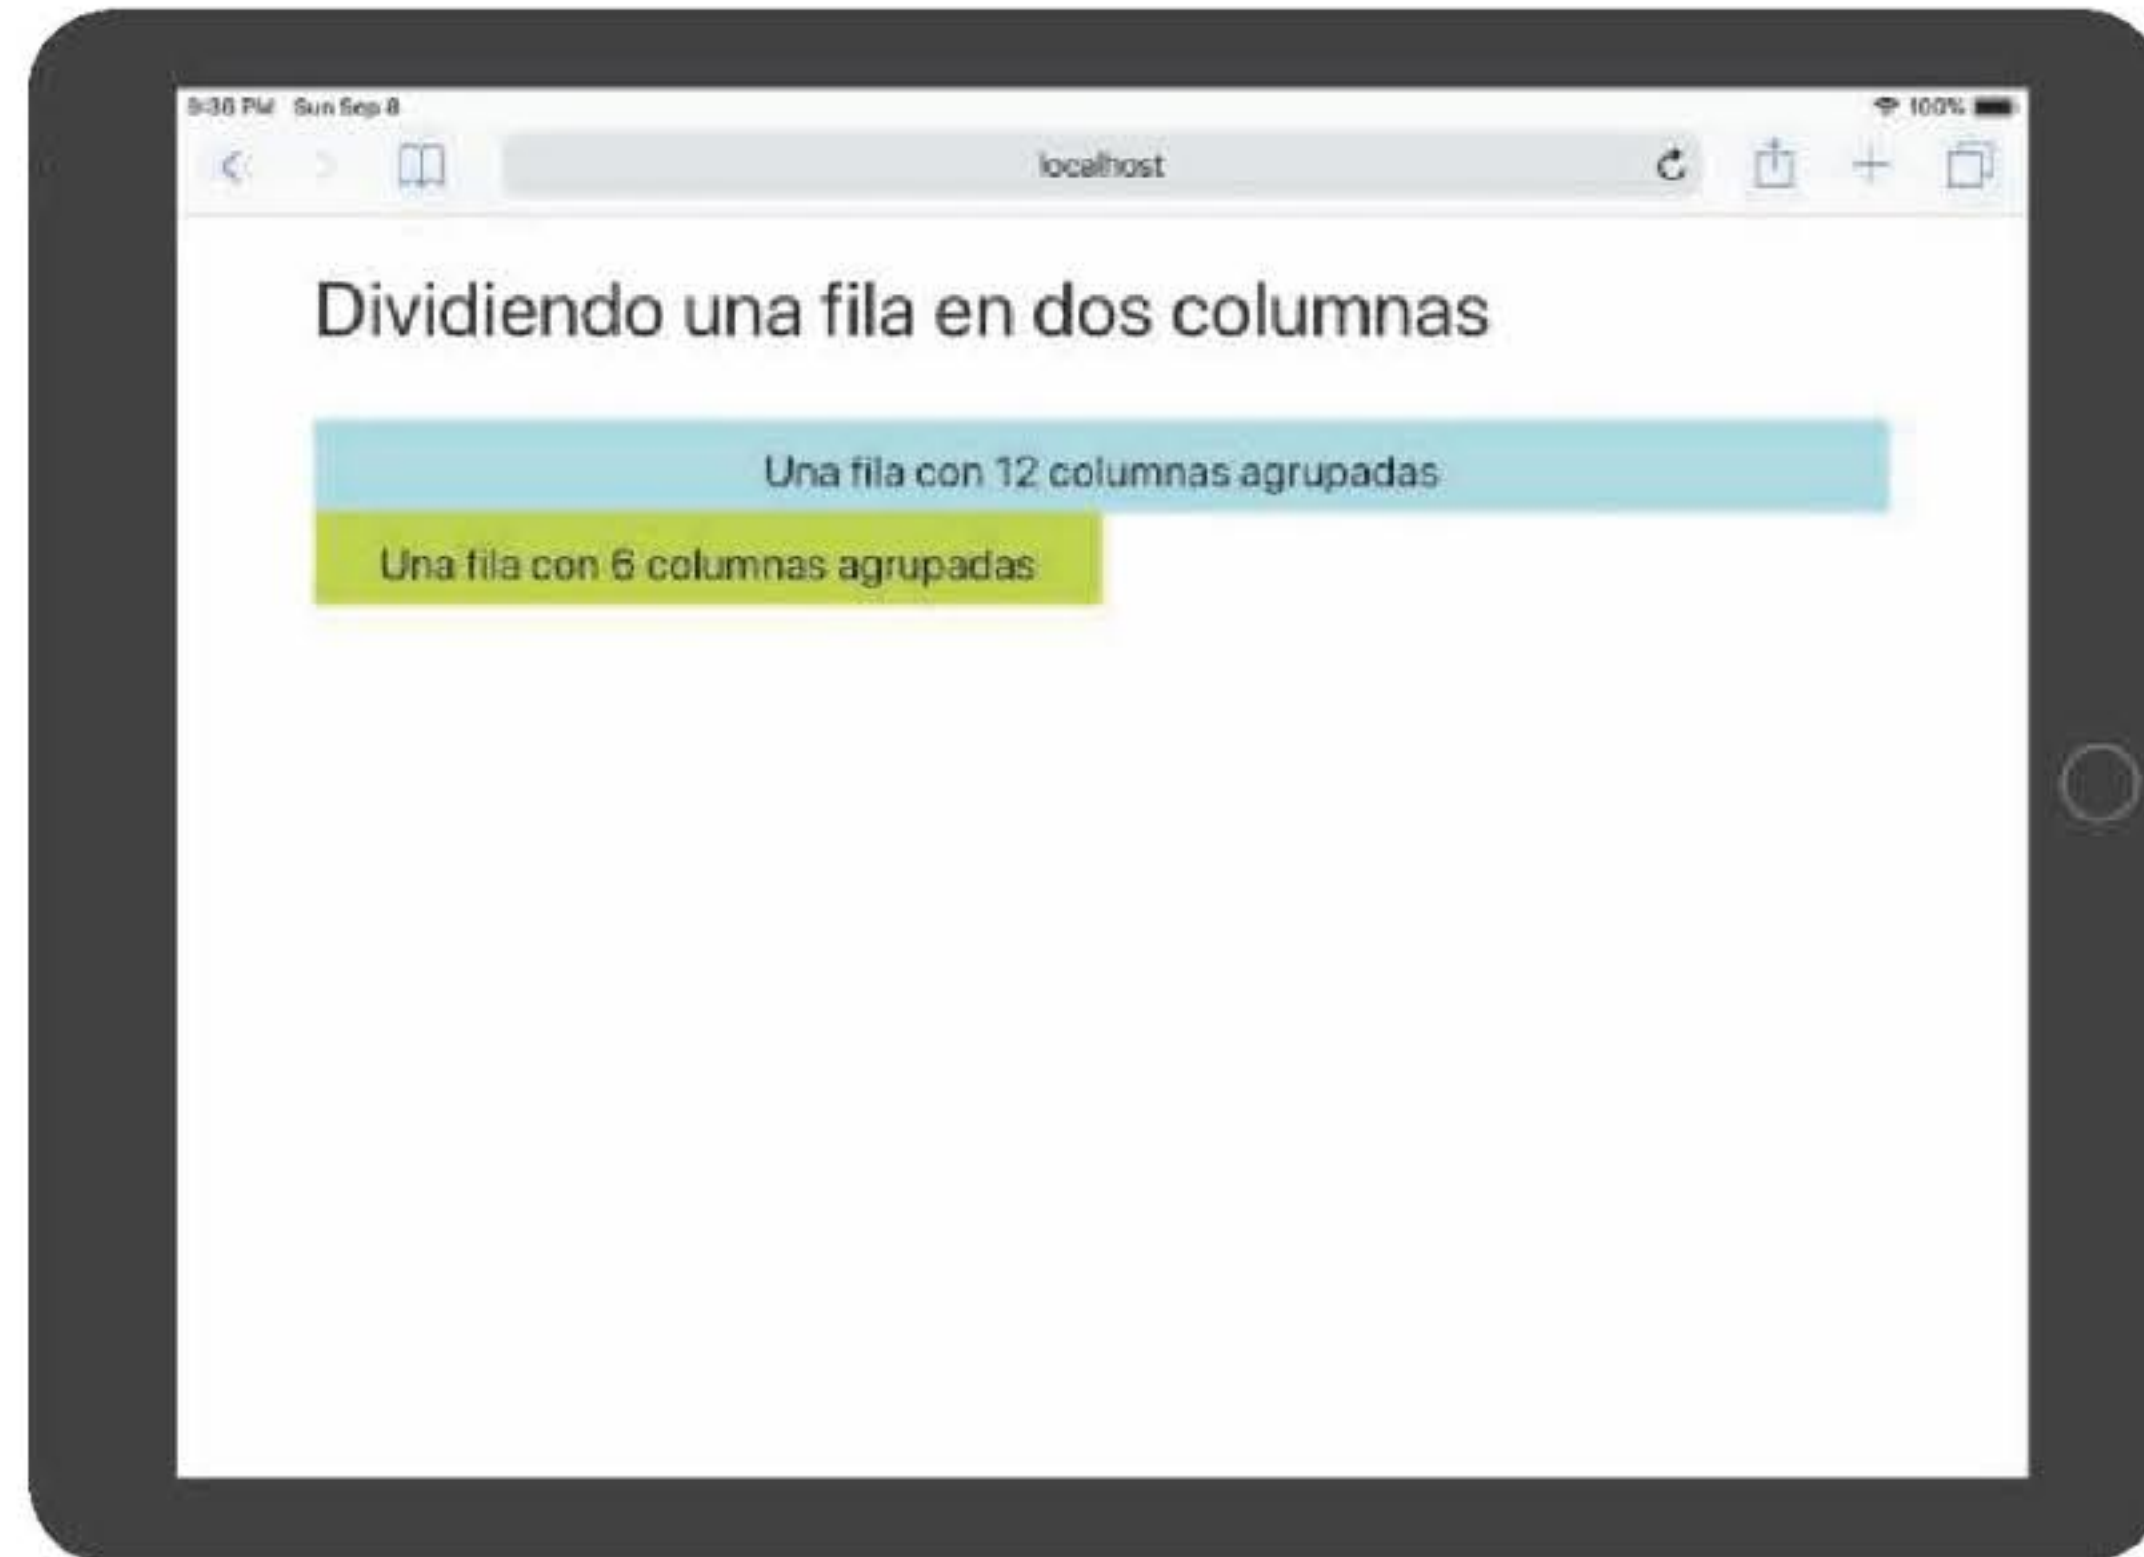 9:36 PM Sun Sep 8 100%
localhost
Dividiendo una fila en dos columnas
Una fila con 12 columnas agrupadas
Una fila con 6 columnas agrupadas